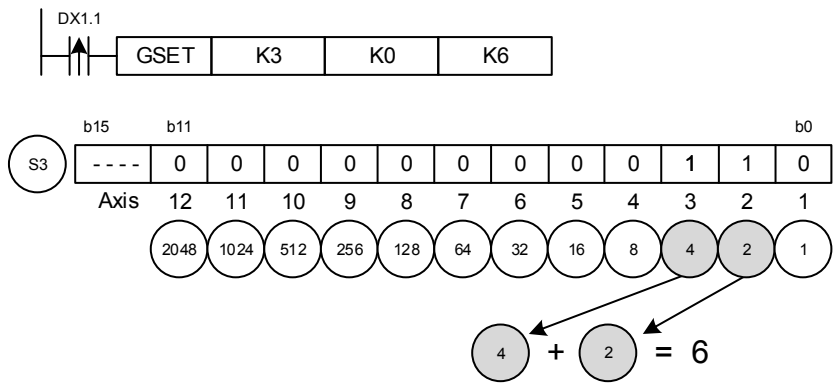 DX1.1
GSET K3 K0 K6
b15 b11 b0
S3 ---- 0 0 0 0 0 0 0 0 0 1 1 0
Axis 12 11 10 9 8 7 6 5 4 3 2 1
2048 1024 512 256 128 64 32 16 8 4 2 1
4 + 2 = 6